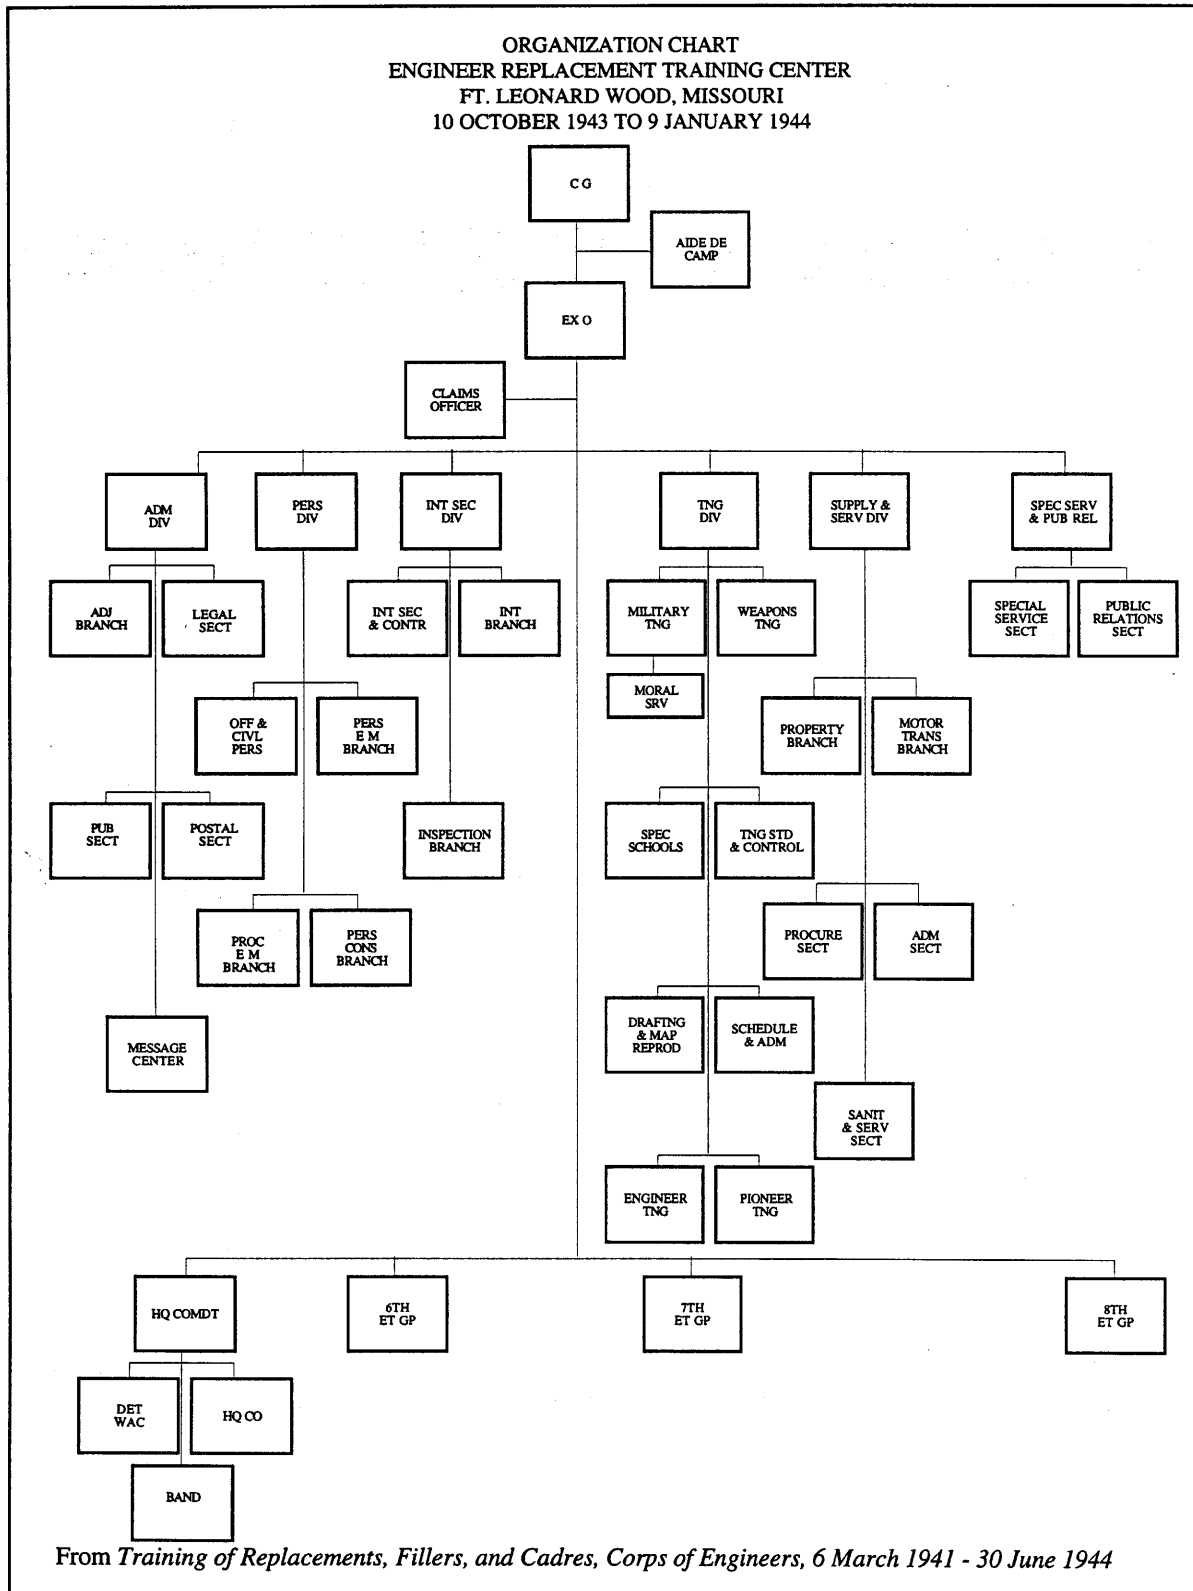 ORGANIZATION CHART
ENGINEER REPLACEMENT TRAINING CENTER
FT. LEONARD WOOD, MISSOURI
10 OCTOBER 1943 TO 9 JANUARY 1944
C G
AIDE DE
CAMP
EX O
CLAIMS
OFFICER
ADM
DIV
PERS
DIV
INT SEC
DIV
TNG
DIV
SUPPLY &
SERV DIV
SPEC SERV
& PUB REL
ADJ
BRANCH
LEGAL
SECT
INT SEC
& CONTR
INT
BRANCH
MILITARY
TNG
WEAPONS
TNG
SPECIAL
SERVICE
SECT
PUBLIC
RELATIONS
SECT
MORAL
SRV
OFF &
CIVL
PERS
PERS
E M
BRANCH
PROPERTY
BRANCH
MOTOR
TRANS
BRANCH
PUB
SECT
POSTAL
SECT
INSPECTION
BRANCH
SPEC
SCHOOLS
TNG STD
& CONTROL
PROC
E M
BRANCH
PERS
CONS
BRANCH
PROCURE
SECT
ADM
SECT
MESSAGE
CENTER
DRAFTNG
& MAP
REPROD
SCHEDULE
& ADM
SANIT
& SERV
SECT
ENGINEER
TNG
PIONEER
TNG
HQ COMDT
6TH
ET GP
7TH
ET GP
8TH
ET GP
DET
WAC
HQ CO
BAND
From Training of Replacements, Fillers, and Cadres, Corps of Engineers, 6 March 1941 - 30 June 1944